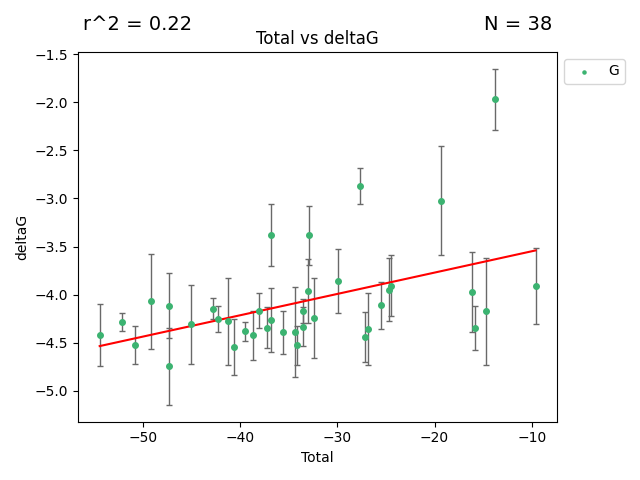 r^2 = 0.22
N = 38
Total vs deltaG
G
−1.5
−2.0
−2.5
−3.0
−3.5
−4.0
−4.5
−5.0
deltaG
−50
−40
−30
−20
−10
Total